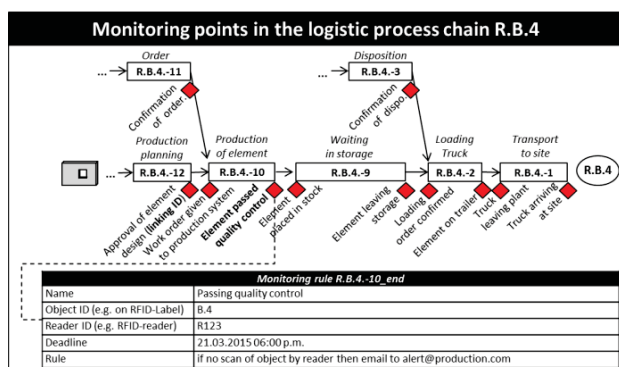 Monitoring points in the logistic process chain R.B.4
Order
Disposition
... R.B.4.-11
... R.B.4.-3
Confirmation
of order.
Confirmation
of dispo.
Production
planning
Production
of element
Waiting
in storage
Loading
Truck
Transport
to site
... R.B.4.-12
R.B.4.-10
R.B.4.-9
R.B.4.-2
R.B.4.-1
R.B.4
Approval of element
design (linking ID)
Work order given
to production system
Element passed
quality control
Element
placed in stock
Element leaving
storage
Loading
order confirmed
Element on trailer
Truck
leaving plant
Truck arriving
at site
Monitoring rule R.B.4.-10_end
Name Passing quality control
Object ID (e.g. on RFID-Label) B.4
Reader ID (e.g. RFID-reader) R123
Deadline 21.03.2015 06:00 p.m.
Rule if no scan of object by reader then email to alert@production.com